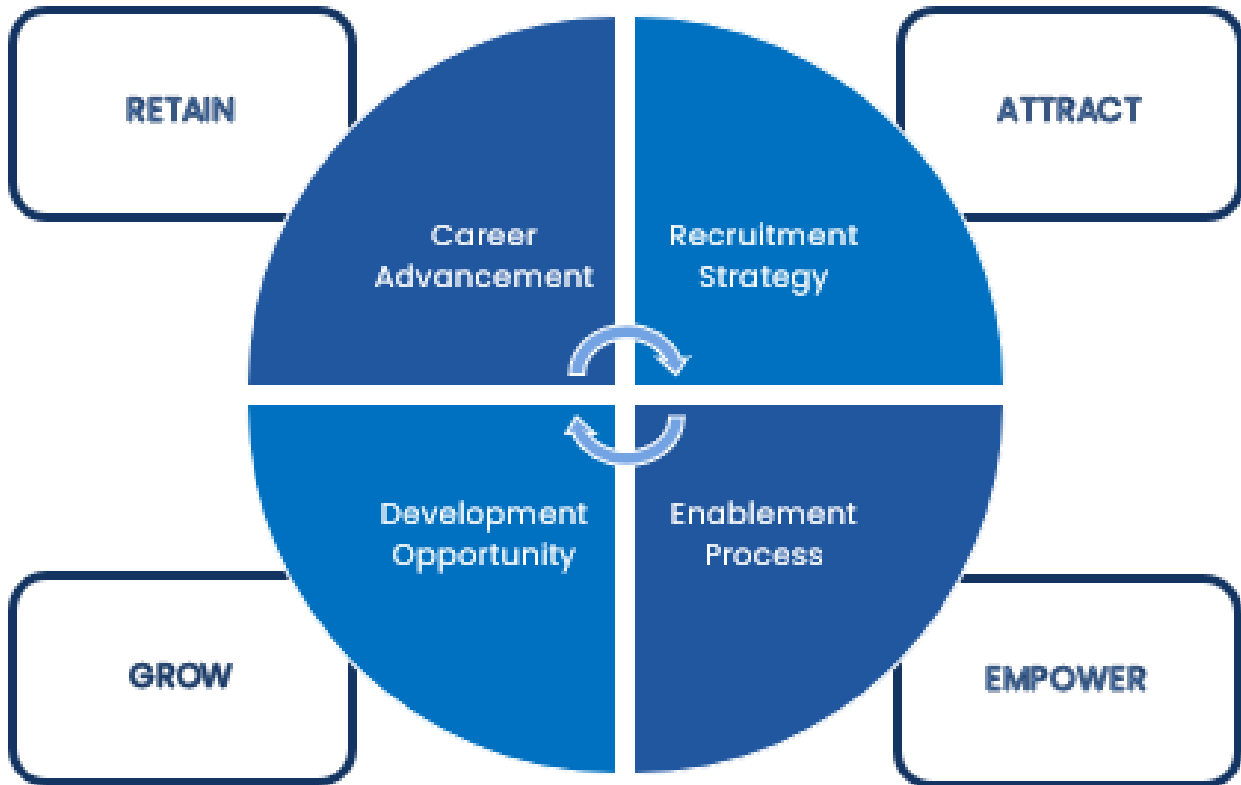 RETAIN
ATTRACT
Career
Advancement
Recruitment
Strategy
Development
Opportunity
Enablement
Process
GROW
EMPOWER